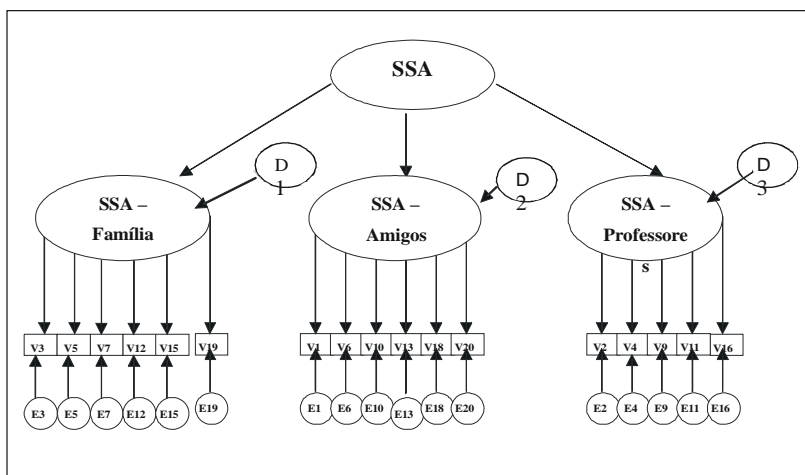 SSA
D
1
D
2
D
3
SSA –
Família
SSA –
Amigos
SSA –
Professore
s
V3 V5 V7 V12 V15 V19
V1 V6 V10 V13 V18 V20
V2 V4 V9 V11 V16
E3 E5 E7 E12 E15 E19
E1 E6 E10 E13 E18 E20
E2 E4 E9 E11 E16